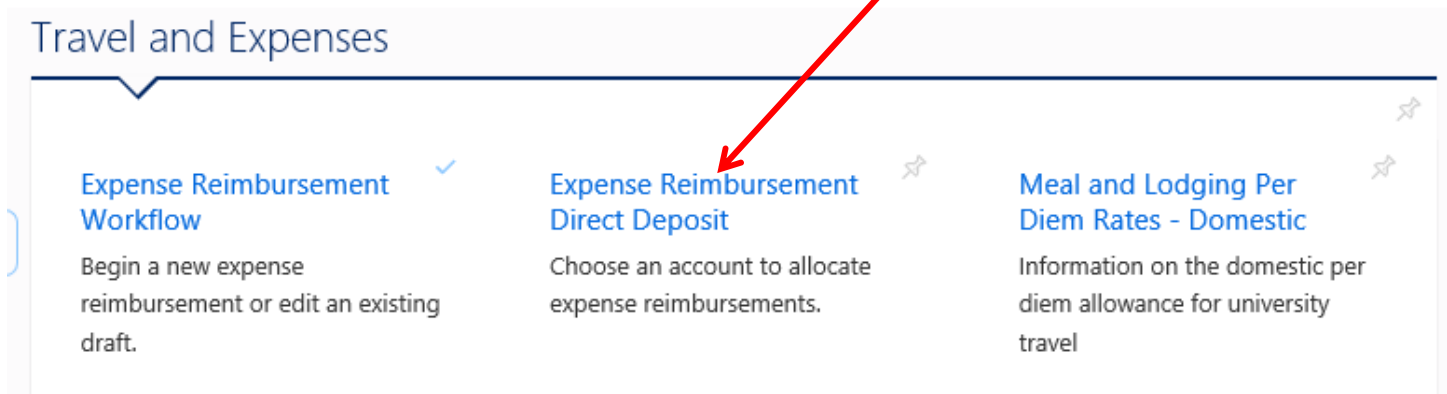 Travel and Expenses
Expense Reimbursement
Workflow
Begin a new expense
reimbursement or edit an existing
draft.
Expense Reimbursement
Direct Deposit
Choose an account to allocate
expense reimbursements.
Meal and Lodging Per
Diem Rates - Domestic
Information on the domestic per
diem allowance for university
travel